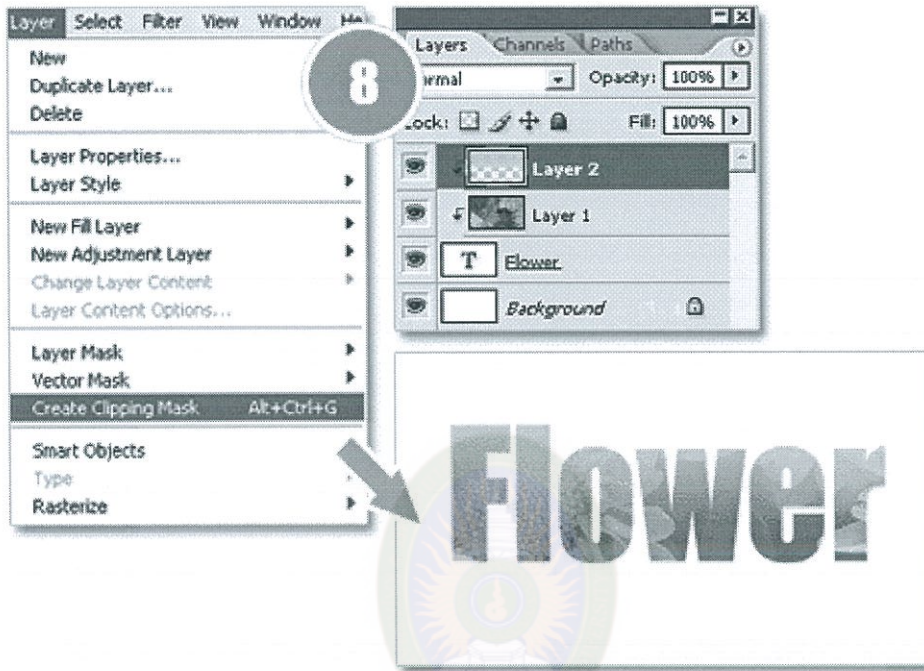 Layer Select Filter View Window He
New
Duplicate Layer...
Delete
Layer Properties...
Layer Style
New Fill Layer
New Adjustment Layer
Change Layer Content
Layer Content Options...
Layer Mask
Vector Mask
Create Clipping Mask Alt+Ctrl+G
Smart Objects
Type
Rasterize
8
Layers Channels Paths
rmal Opacity: 100%
ock: Fill: 100%
Layer 2
Layer 1
T Flower
Background
Flower